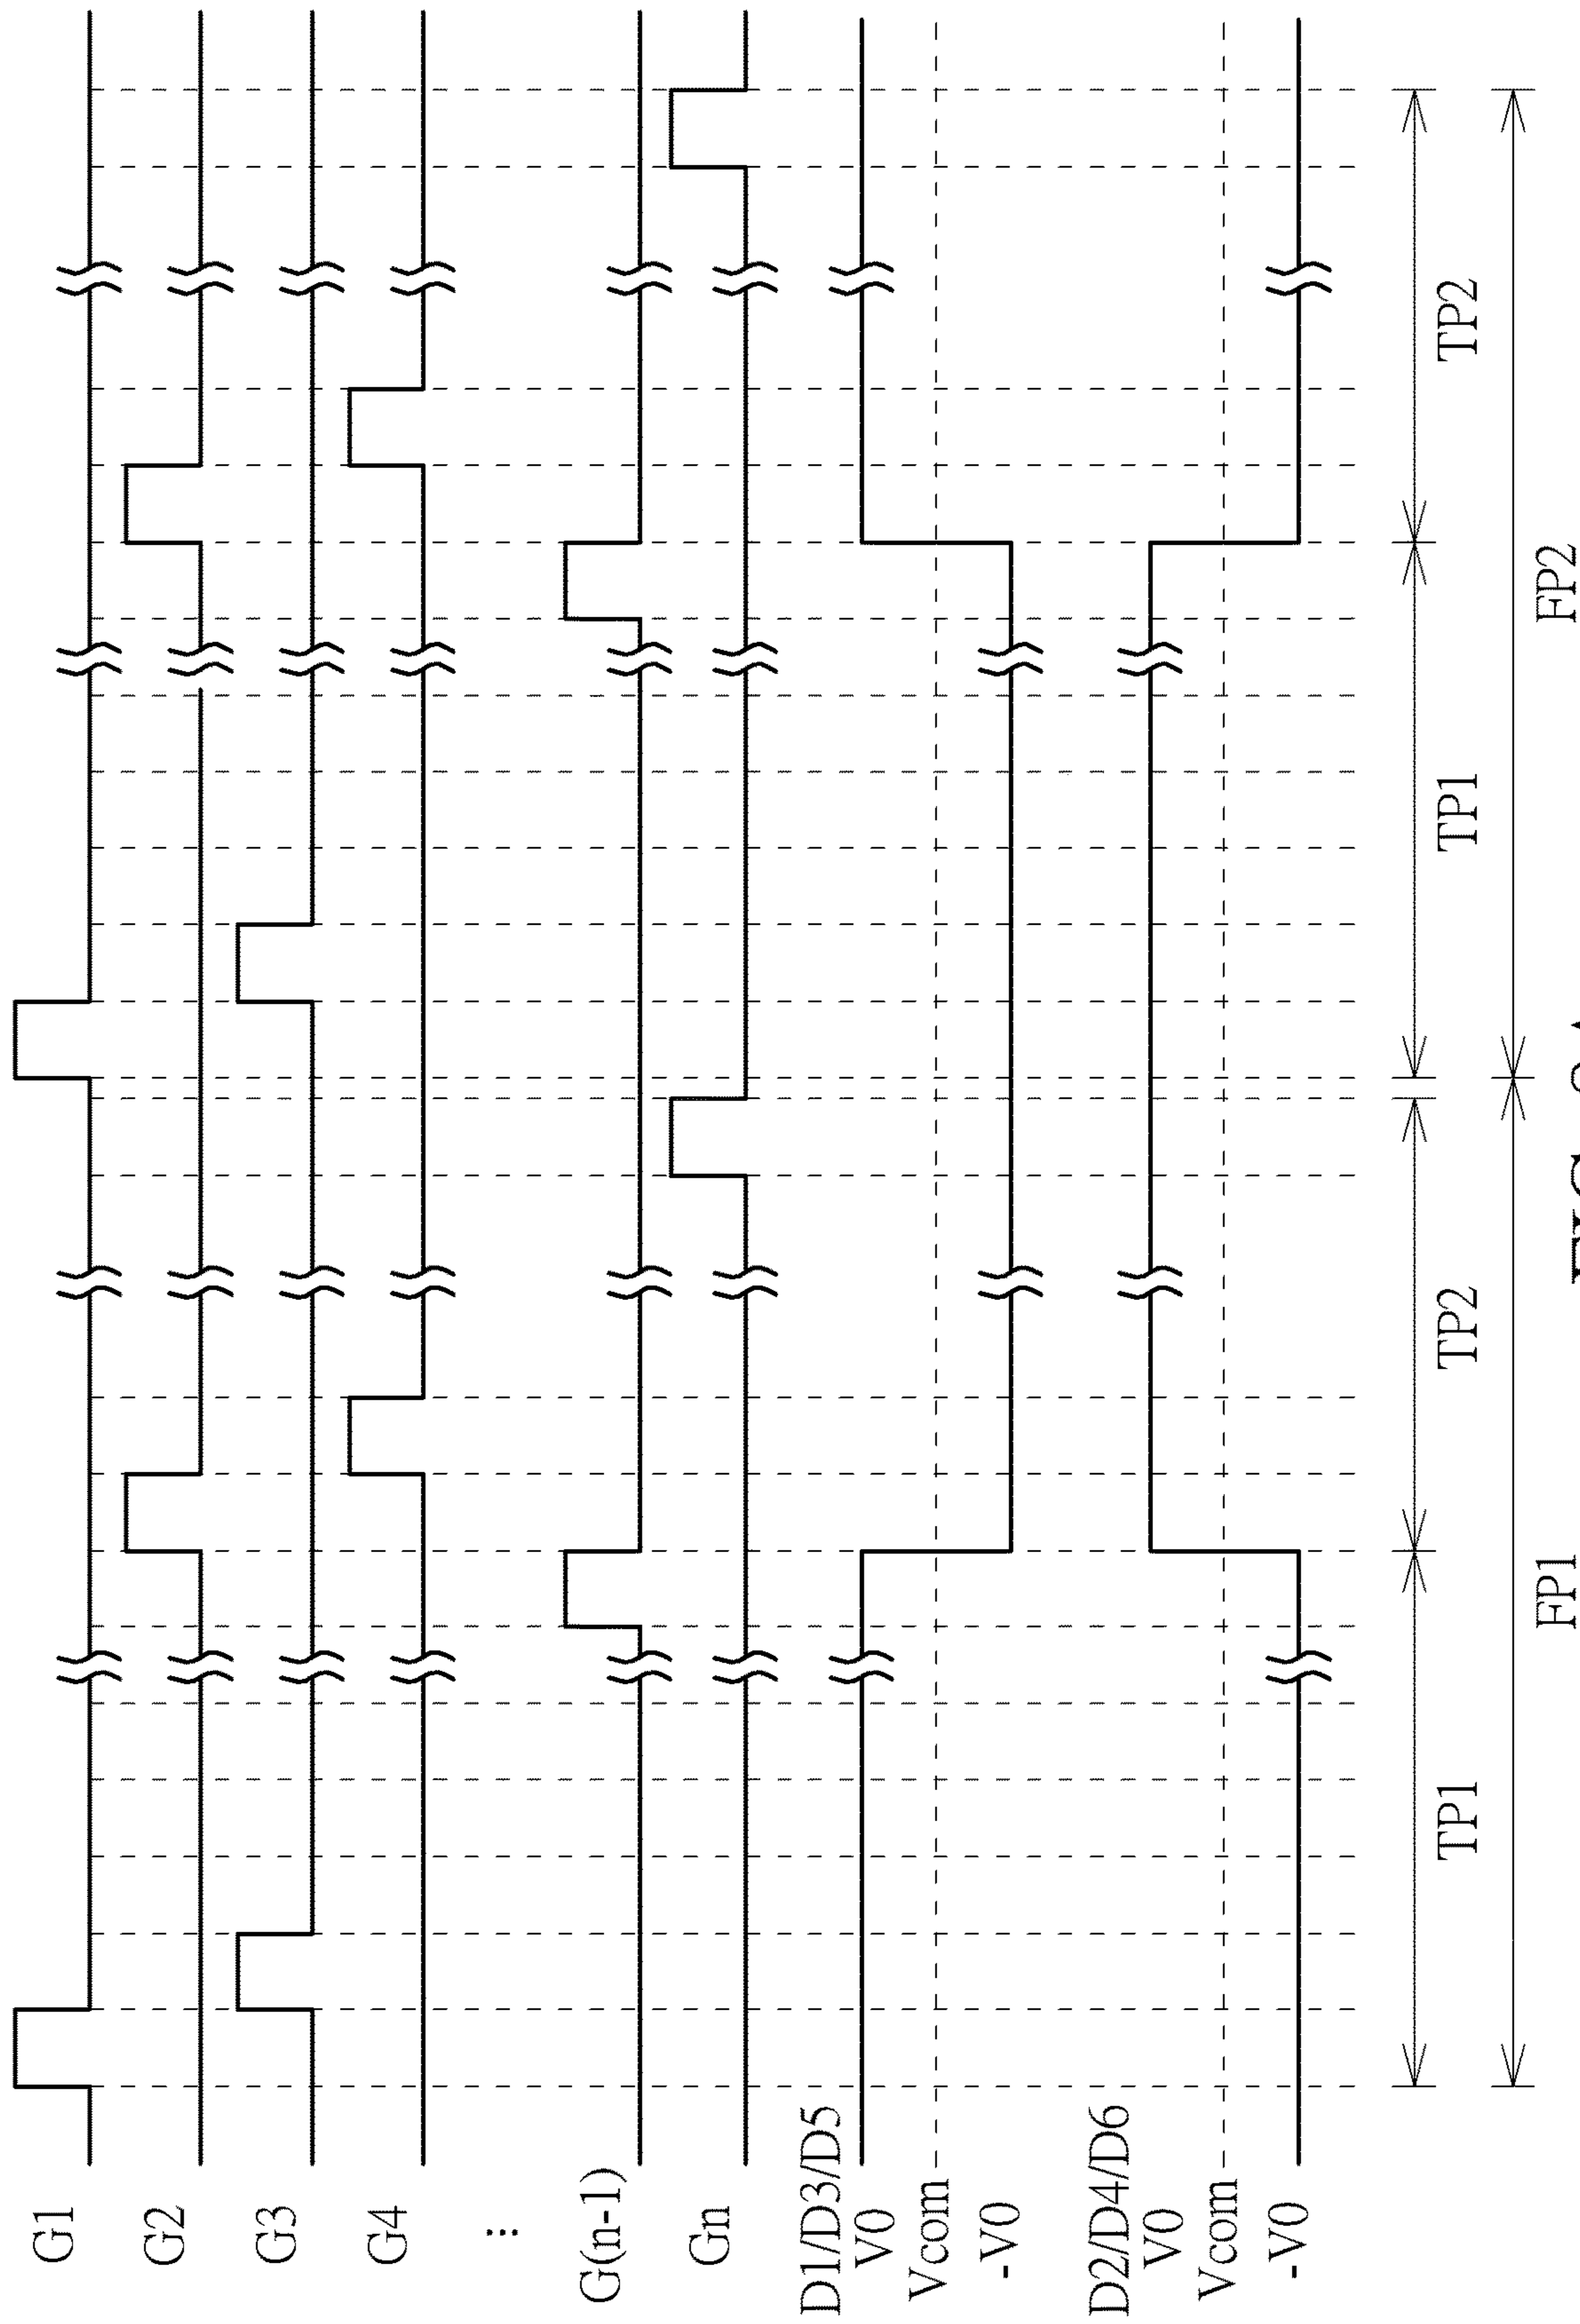 G1
G2
G3
G4
G(n-1)
Gn
D1/D3/D5
V0
Vcom
-V0
D2/D4/D6
V0
Vcom
-V0
TP1 TP2 TP1 TP2
FP1 FP2
FIG.